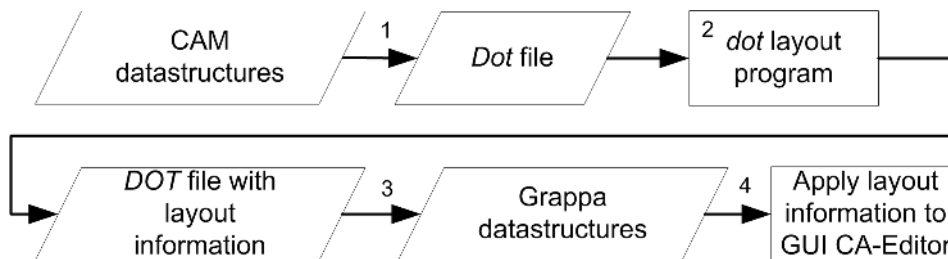 CAM
datastructures
1
Dot file
2
dot layout
program
DOT file with
layout
information
3
Grappa
datastructures
4
Apply layout
information to
GUI CA-Editor